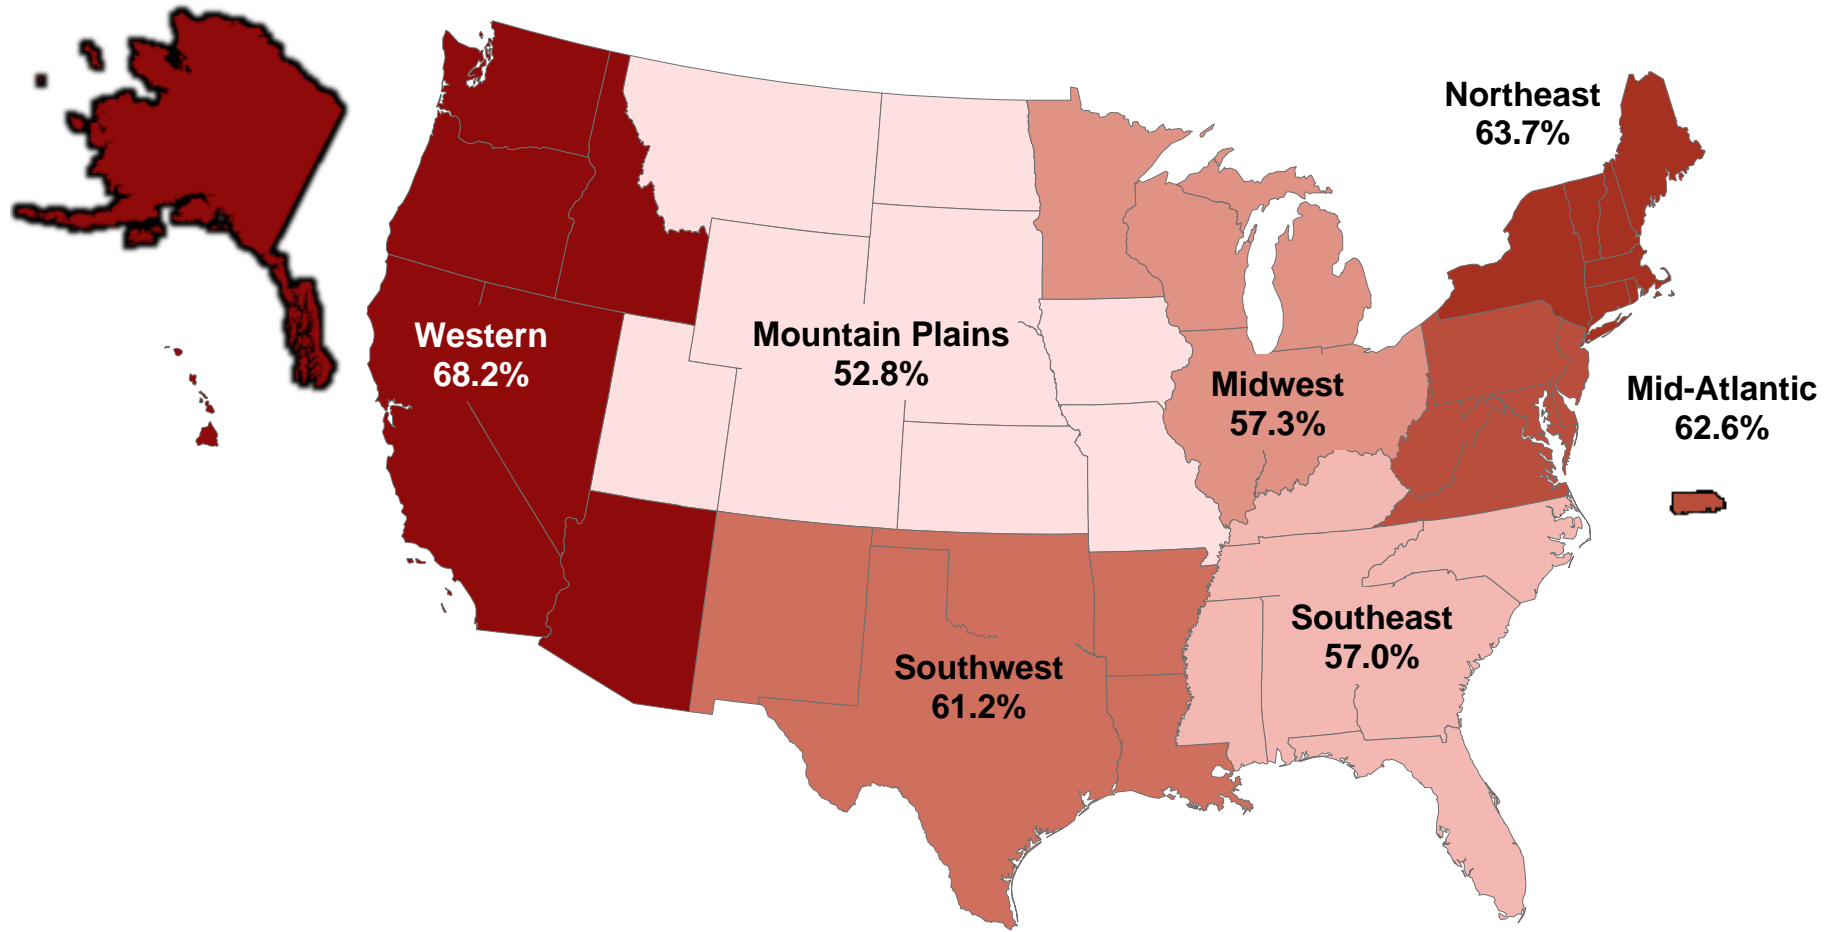 Northeast
63.7%
Western
68.2%
Mountain Plains
52.8%
Midwest
57.3%
Mid-Atlantic
62.6%
Southeast
57.0%
Southwest
61.2%